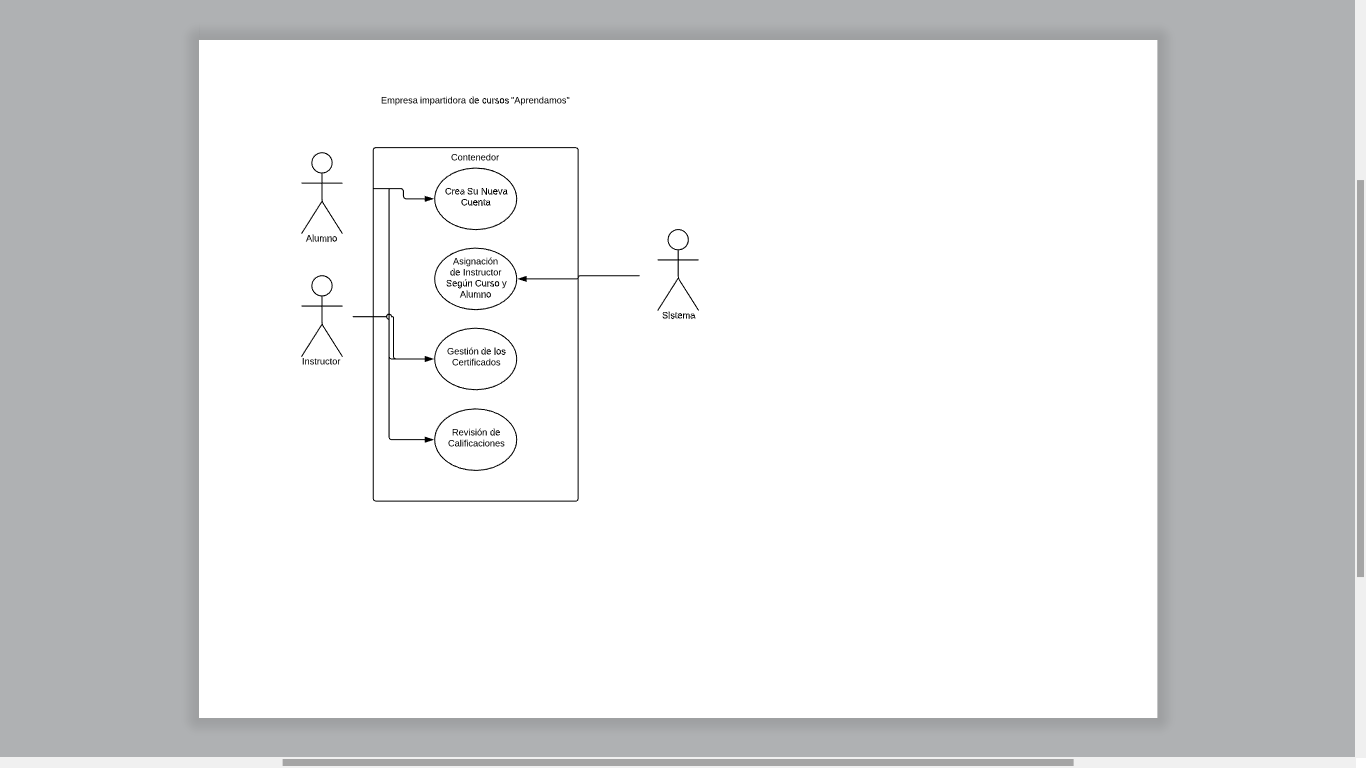 Empresa impartidora de cursos "Aprendamos"
Contenedor
Crea Su Nueva
Cuenta
Alumno
Asignación
de Instructor
Según Curso y
Alumno
Sistema
Instructor
Gestión de los
Certificados
Revisión de
Calificaciones